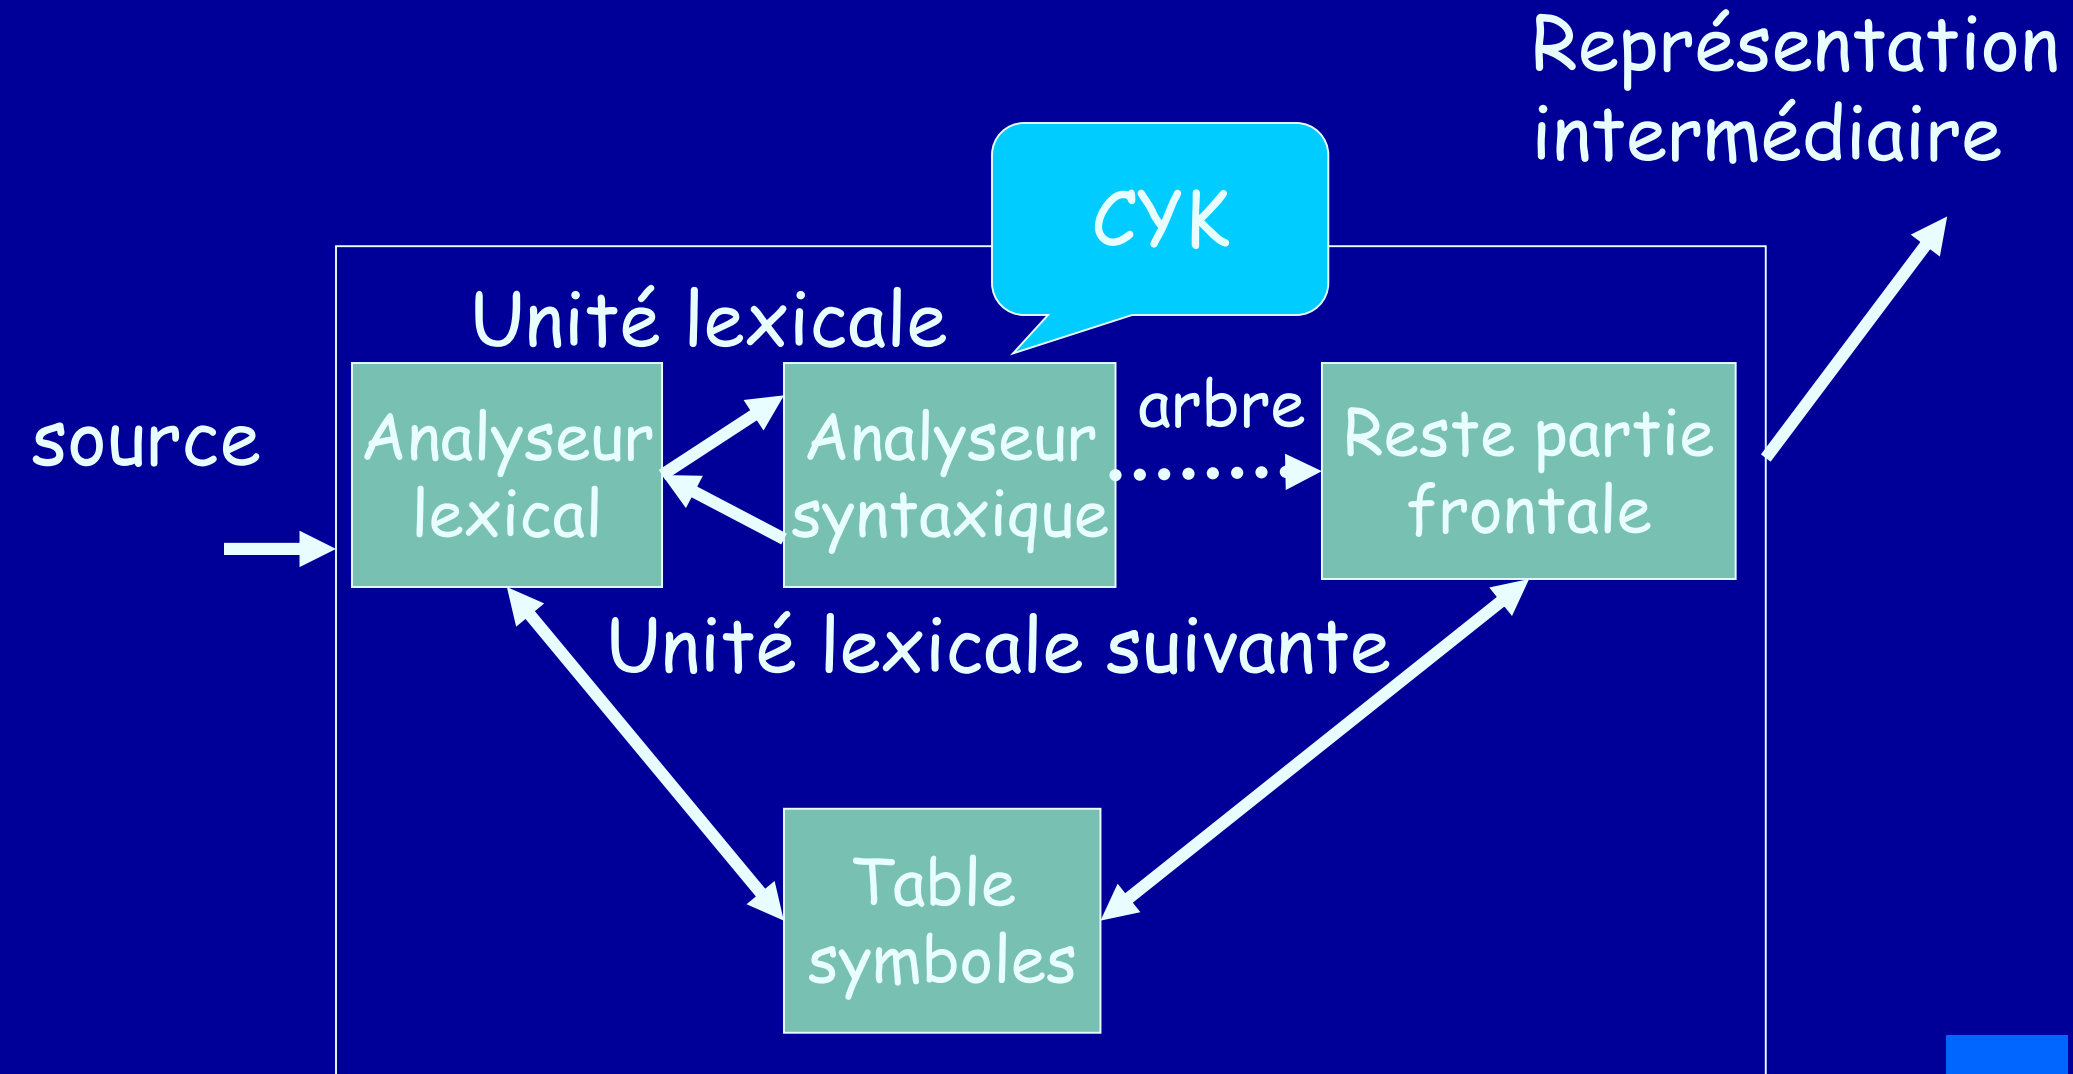 Représentation
intermédiaire
CYK
Unité lexicale
source
Analyseur
lexical
Analyseur
syntaxique
arbre
Reste partie
frontale
Unité lexicale suivante
Table
symboles